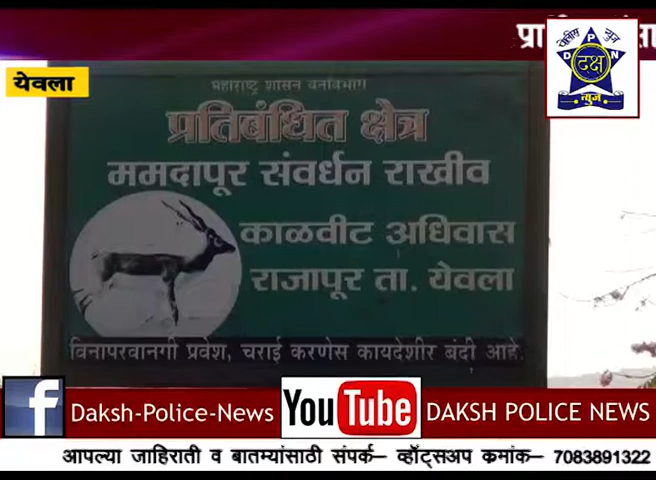 येवला
दक्ष
D P N
न्युज
महाराष्ट्र शासन वनविभाग
प्रतिबंधित क्षेत्र
ममदापूर संवर्धन राखीव
काळवीट अधिवास
राजापूर ता. येवला
विनापरवानगी प्रवेश, चराई करणेस कायदेशीर बंदी आहे.
f Daksh-Police-News YouTube DAKSH POLICE NEWS
आपल्या जाहिराती व बातम्यांसाठी संपर्क– व्हॉट्सअप क्रमांक– 7083891322